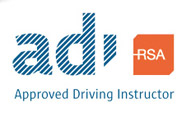 adi
RSA
Approved Driving Instructor